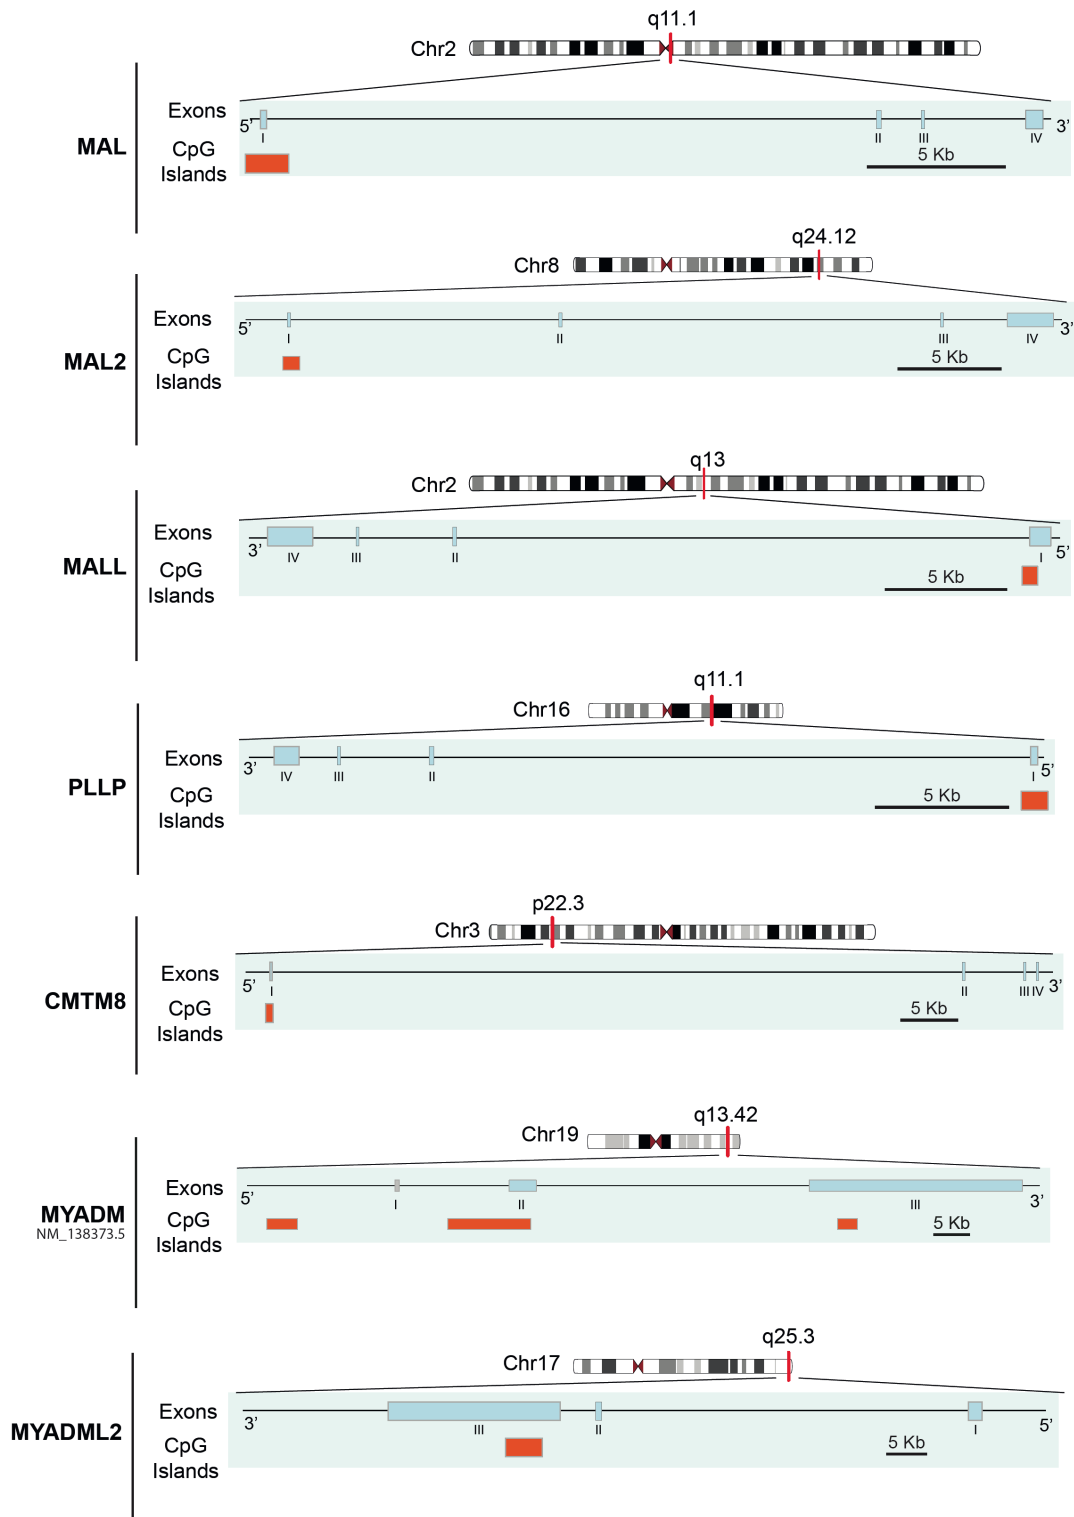 q11.1
Chr2
MAL
Exons
5’
I
II
III
IV
3’
CpG
Islands
5 Kb
q24.12
Chr8
MAL2
Exons
5’
I
II
III
IV
3’
CpG
Islands
5 Kb
q13
Chr2
MALL
Exons
3’
IV
III
II
I
5’
CpG
Islands
5 Kb
q11.1
Chr16
PLLP
Exons
3’
IV
III
II
I
5’
CpG
Islands
5 Kb
p22.3
Chr3
CMTM8
Exons
5’
I
II
III
IV
3’
CpG
Islands
5 Kb
q13.42
Chr19
MYADM
NM_138373.5
Exons
5’
I
II
III
3’
CpG
Islands
5 Kb
q25.3
Chr17
MYADML2
Exons
3’
III
II
I
5’
CpG
Islands
5 Kb